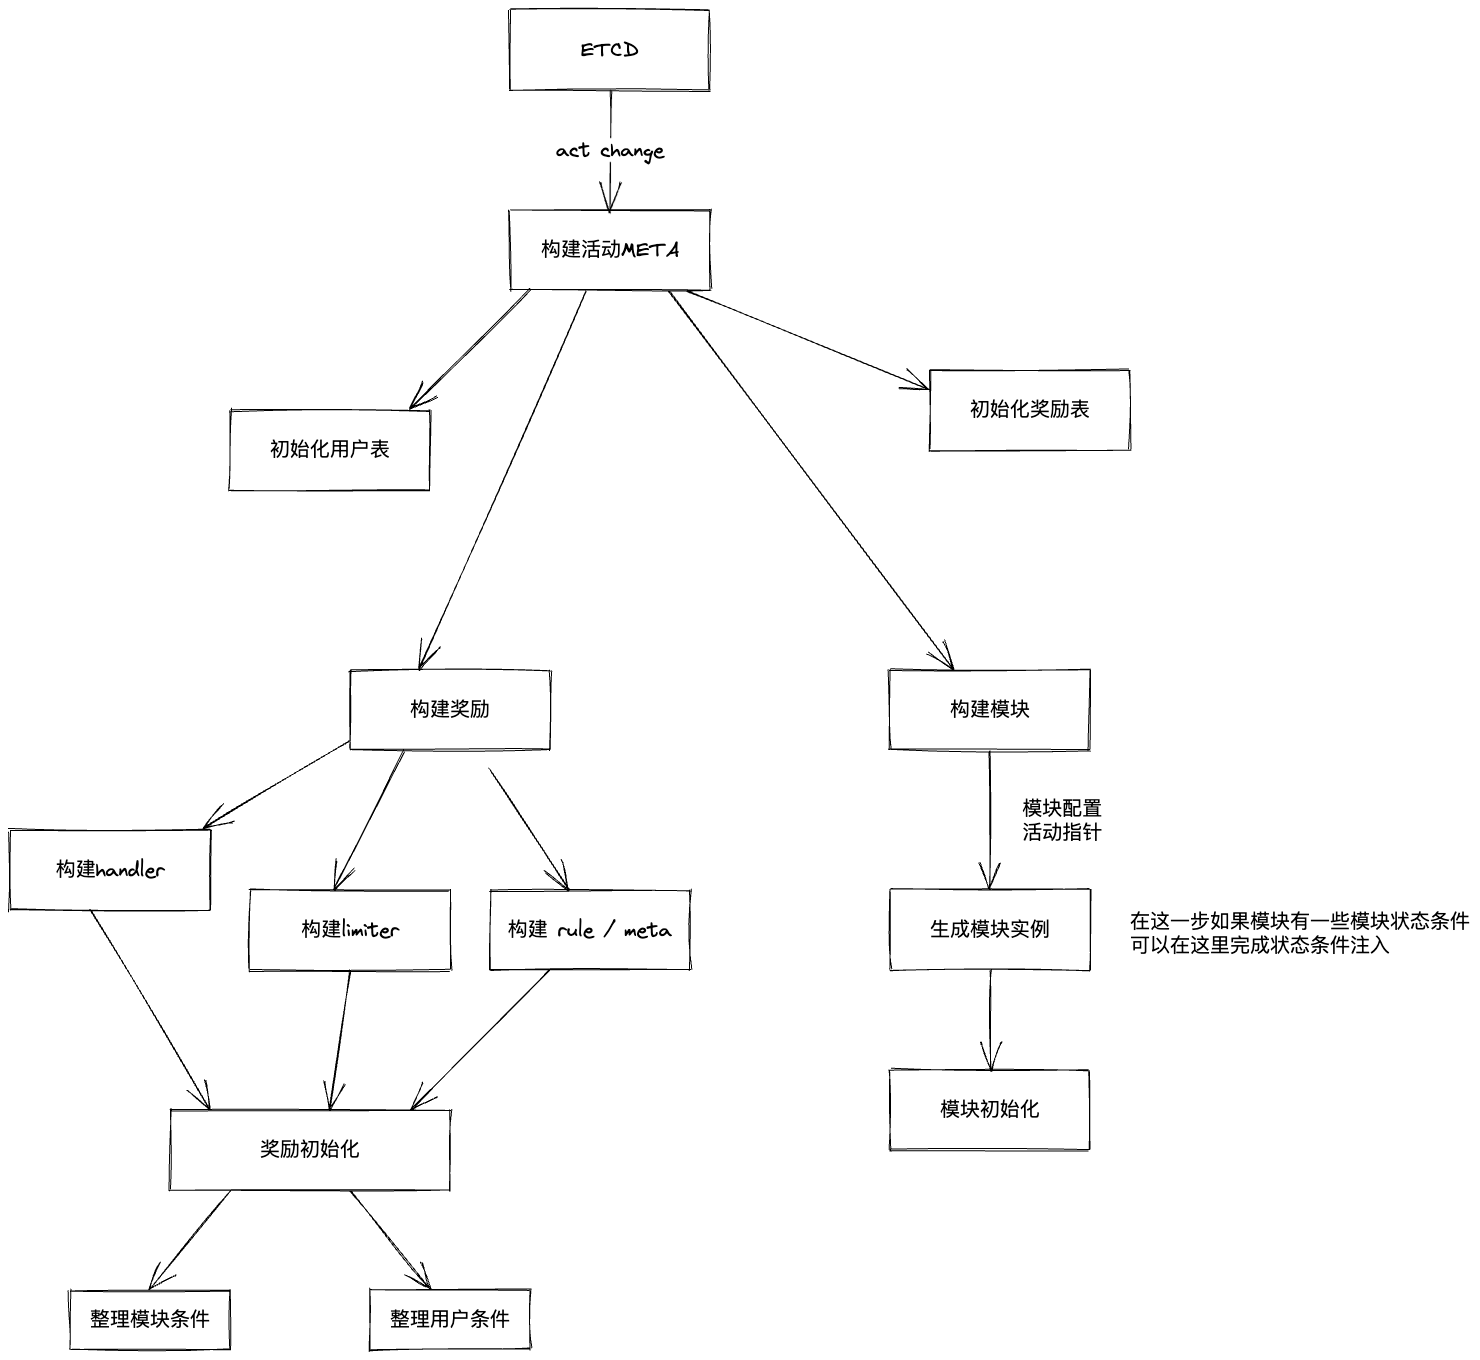 ETCD
act change
构建活动META
初始化奖励表
初始化用户表
构建奖励
构建模块
模块配置
活动指针
构建handler
构建limiter
构建 rule / meta
生成模块实例
在这一步如果模块有一些模块状态条件
可以在这里完成状态条件注入
模块初始化
奖励初始化
整理模块条件
整理用户条件